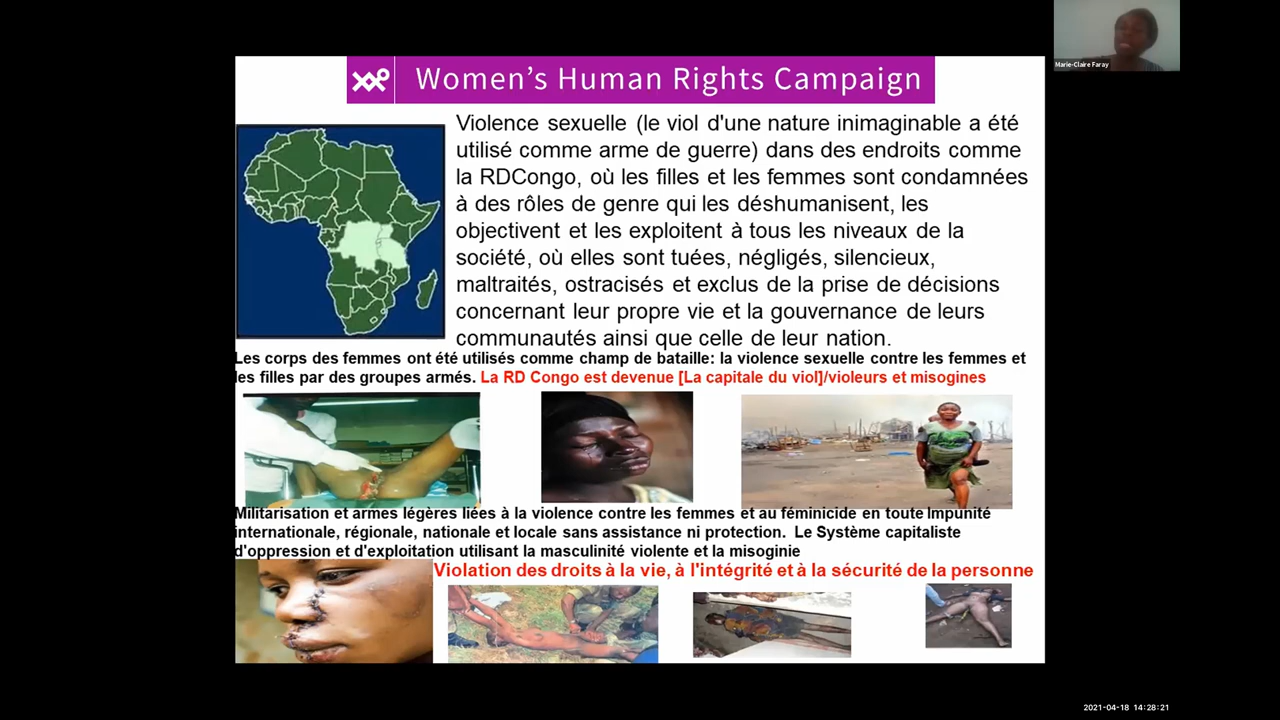 Marie-Claire Faray
Women's Human Rights Campaign
Violence sexuelle (le viol d'une nature inimaginable a été
utilisé comme arme de guerre) dans des endroits comme
la RDCongo, où les filles et les femmes sont condamnées
à des rôles de genre qui les déshumanisent, les
objectivent et les exploitent à tous les niveaux de la
société, où elles sont tuées, négligés, silencieux,
maltraités, ostracisés et exclus de la prise de décisions
concernant leur propre vie et la gouvernance de leurs
communautés ainsi que celle de leur nation.
Les corps des femmes ont été utilisés comme champ de bataille: la violence sexuelle contre les femmes et
les filles par des groupes armés. La RD Congo est devenue [La capitale du viol]/violeurs et misogines
Militarisation et armes légères liées à la violence contre les femmes et au féminicide en toute Impunité
internationale, régionale, nationale et locale sans assistance ni protection. Le Système capitaliste
d'oppression et d'exploitation utilisant la masculinité violente et la misoginie
Violation des droits à la vie, à l'intégrité et à la sécurité de la personne
2021-04-18 14:28:21